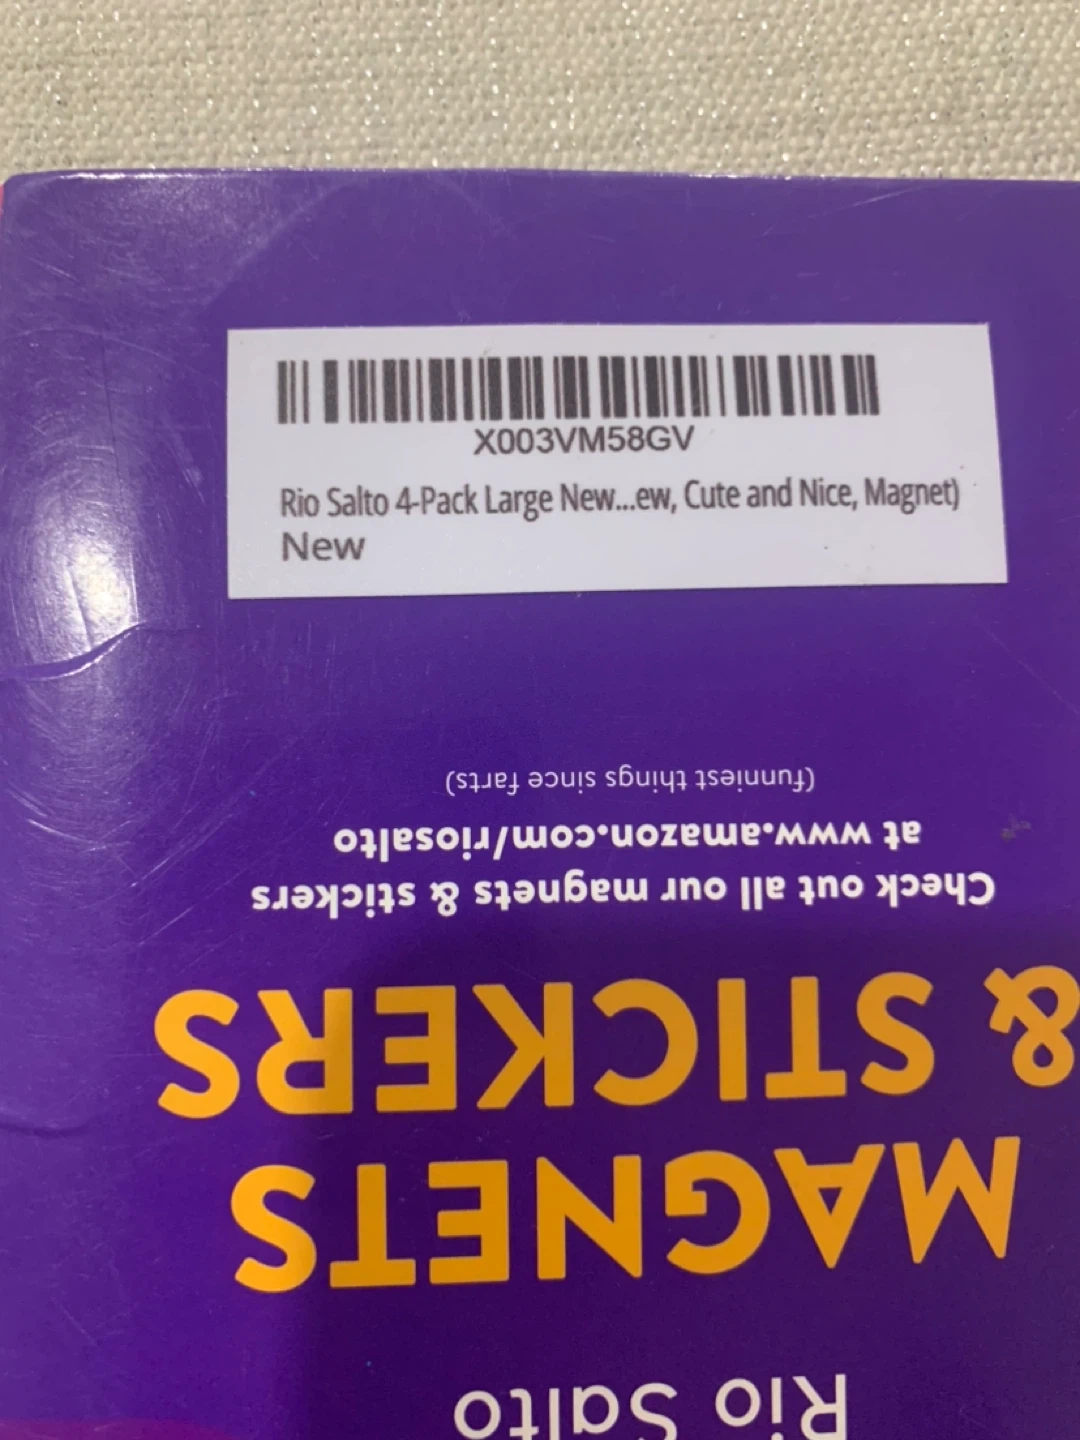 X003VM58GV
Rio Salto 4-Pack Large New...ew, Cute and Nice, Magnet)
New
Rio Salto
MAGNETS
& STICKERS
Check out all our magnets & stickers
at www.amazon.com/riosalto
(funniest things since farts)